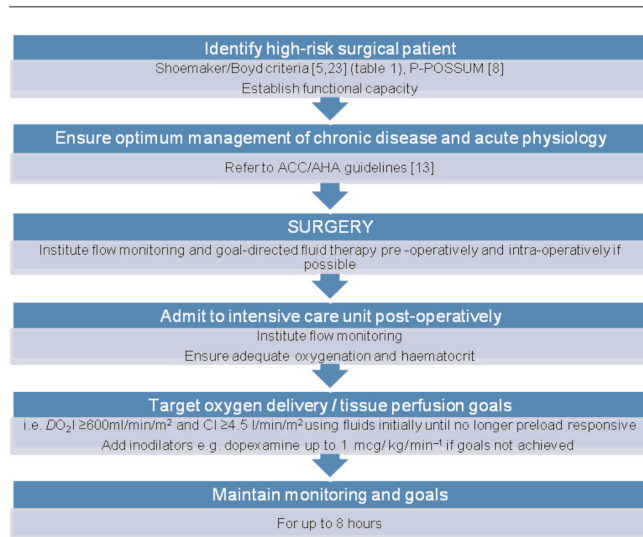 Identify high-risk surgical patient
Shoemaker/Boyd criteria [5,23] (table 1), P-POSSUM [8]
Establish functional capacity
Ensure optimum management of chronic disease and acute physiology
Refer to ACC/AHA guidelines [13]
SURGERY
Institute flow monitoring and goal-directed fluid therapy pre -operatively and intra-operatively if
possible
Admit to intensive care unit post-operatively
Institute flow monitoring
Ensure adequate oxygenation and haematocrit
Target oxygen delivery / tissue perfusion goals
i.e. DO₂I ≥600ml/min/m² and CI ≥4.5 l/min/m² using fluids initially until no longer preload responsive
Add inodilators e.g. dopexamine up to 1 mcg/kg/min⁻¹ if goals not achieved
Maintain monitoring and goals
For up to 8 hours